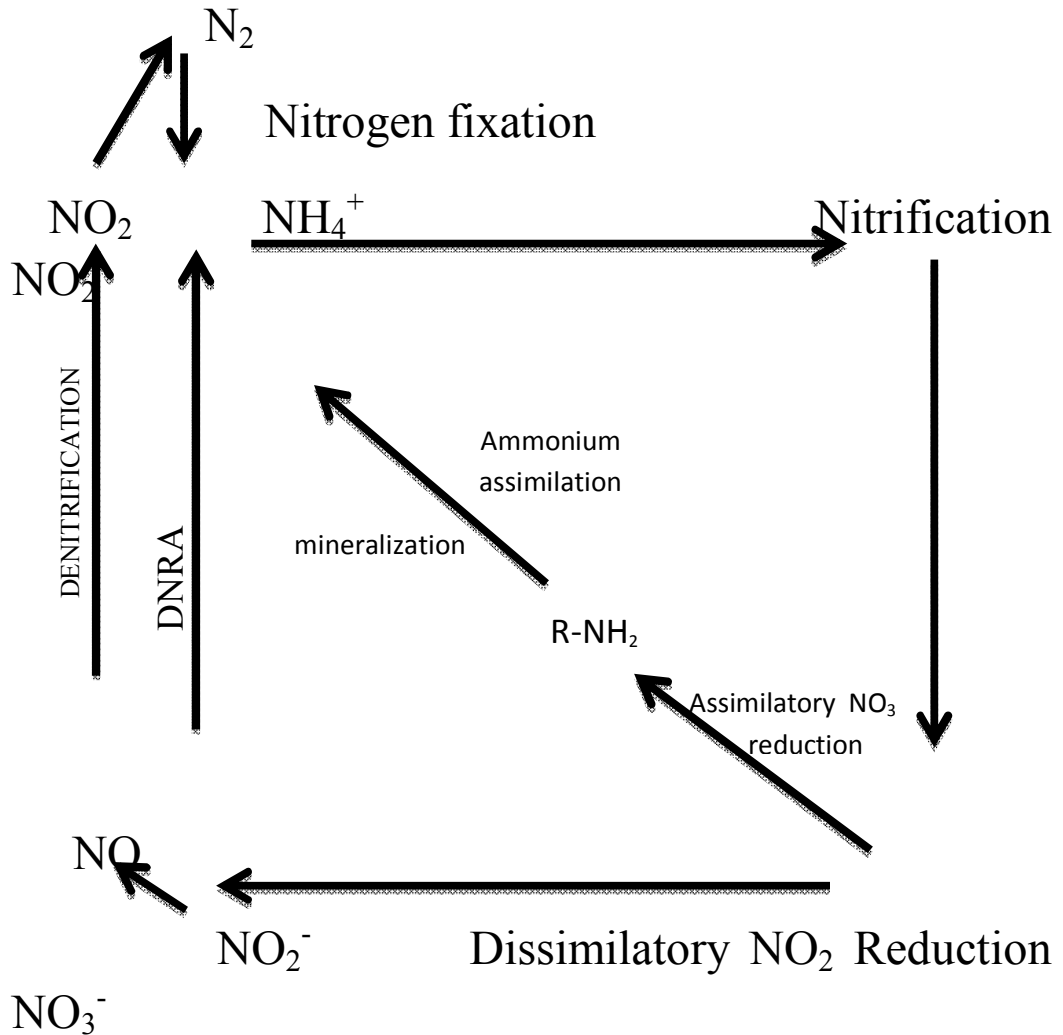 N₂
Nitrogen fixation
NO₂ NH₄⁺ Nitrification
NO₂
DENITRIFICATION
DNRA
Ammonium
assimilation
mineralization
R-NH₂
Assimilatory NO₃
reduction
NO
NO₂⁻ Dissimilatory NO₂ Reduction
NO₃⁻